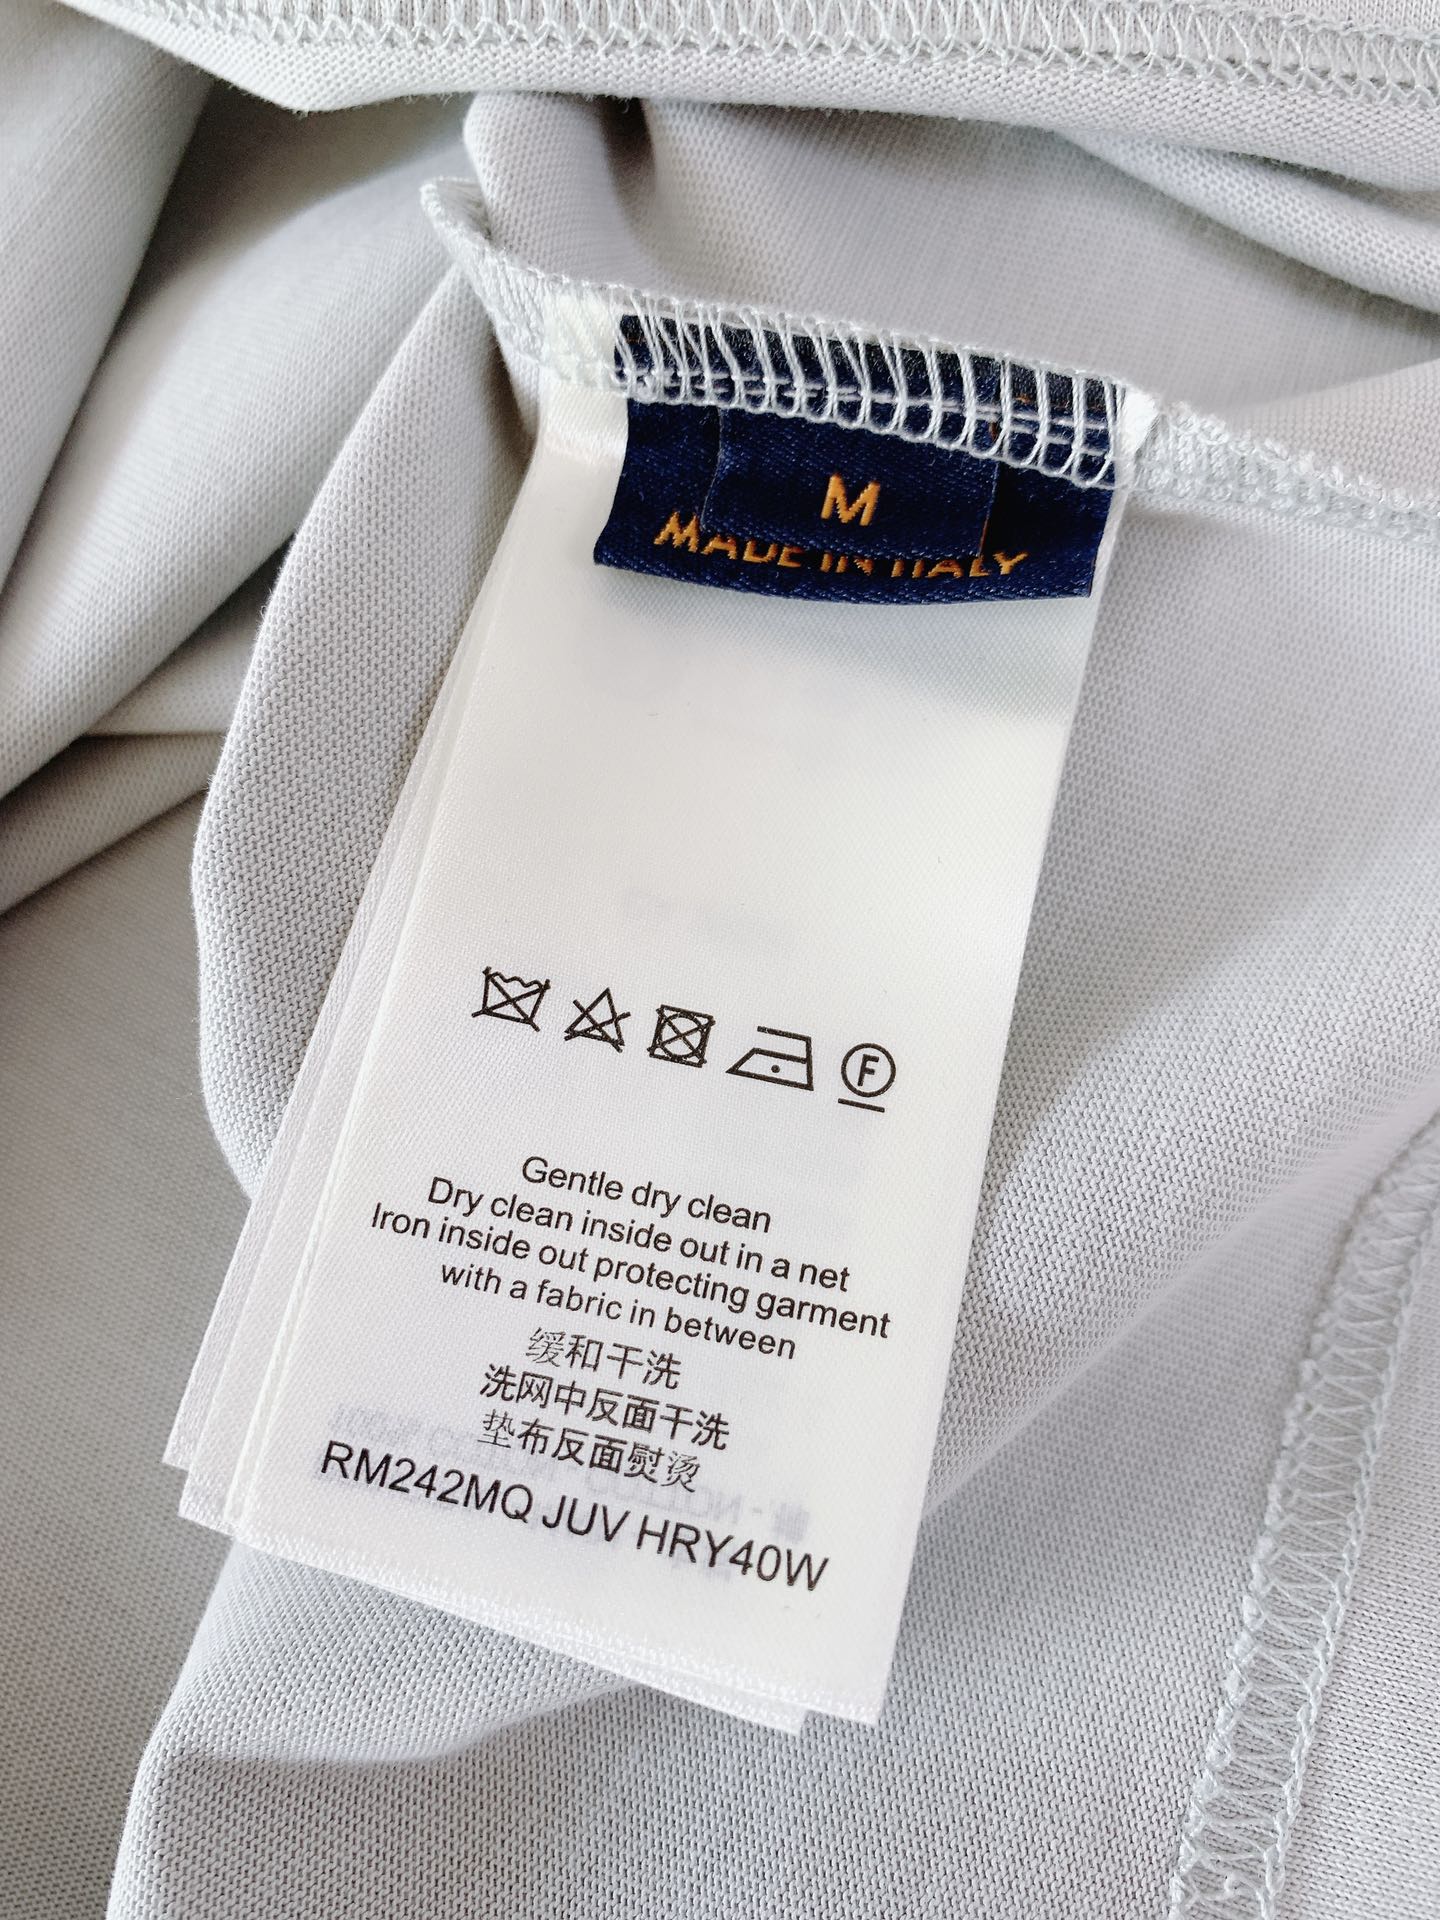 M
MADE IN ITALY
F
Gentle dry clean
Dry clean inside out in a net
Iron inside out protecting garment
with a fabric in between
缓和干洗
洗网中反面干洗
垫布反面熨烫
RM242MQ JUV HRY40W